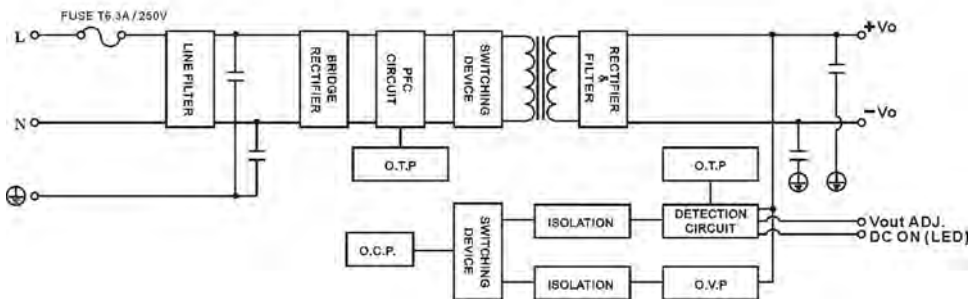 FUSE T6.3A / 250V
L
N
LINE FILTER
BRIDGE
RECTIFIER
PFC
CIRCUIT
SWITCHING
DEVICE
RECTIFIER
&
FILTER
+Vo
-Vo
O.T.P
O.T.P
O.C.P.
SWITCHING
DEVICE
ISOLATION
DETECTION
CIRCUIT
Vout ADJ.
DC ON (LED)
ISOLATION
O.V.P